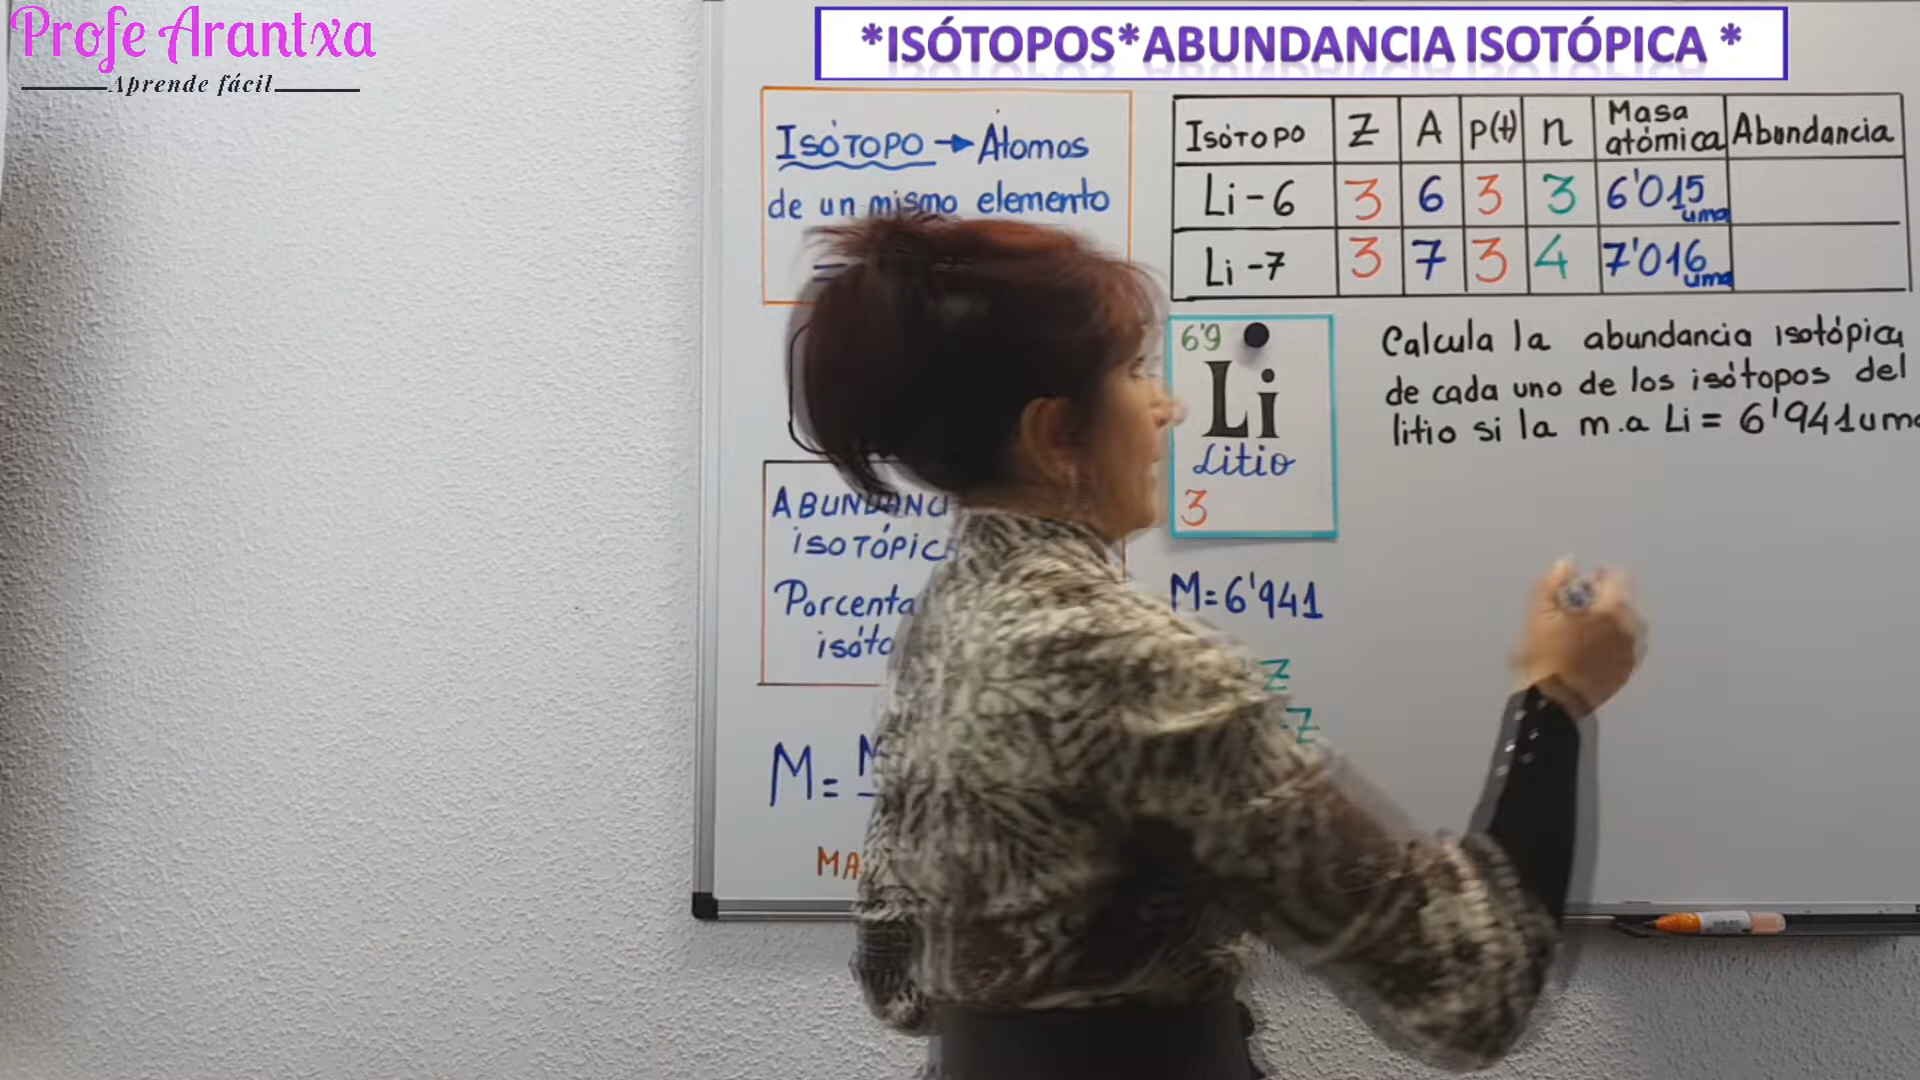 Profe Arantxa
Aprende fácil
*ISÓTOPOS*ABUNDANCIA ISOTÓPICA *
ISÓTOPO → Átomos
de un mismo elemento
ABUNDANCI
ISOTÓPIC
Porcenta
isóto
M=
MA
Isótopo Z A p(+) n Masa atómica Abundancia
Li-6 3 6 3 3 6'015 uma
Li-7 3 7 3 4 7'016 uma
6'9
Li
Litio
3
M=6'941
Z
-Z
Calcula la abundancia isotópica
de cada uno de los isótopos del
litio si la m.a Li = 6'941 uma